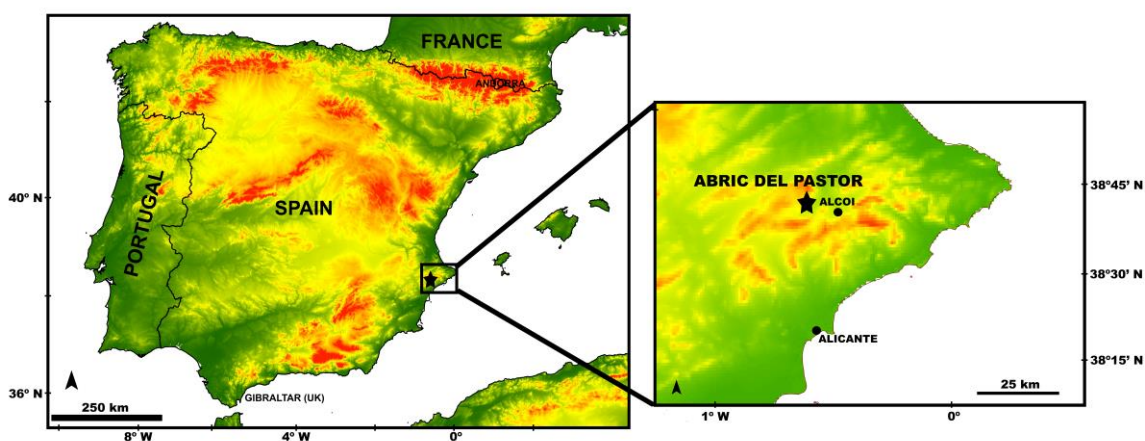 FRANCE
ANDORRA
PORTUGAL
SPAIN
40° N
36° N
GIBRALTAR (UK)
250 km
8° W
4° W
0°
ABRIC DEL PASTOR
ALCOI
ALICANTE
38°45'
38°30'
38°15'
25 km
1°
0°